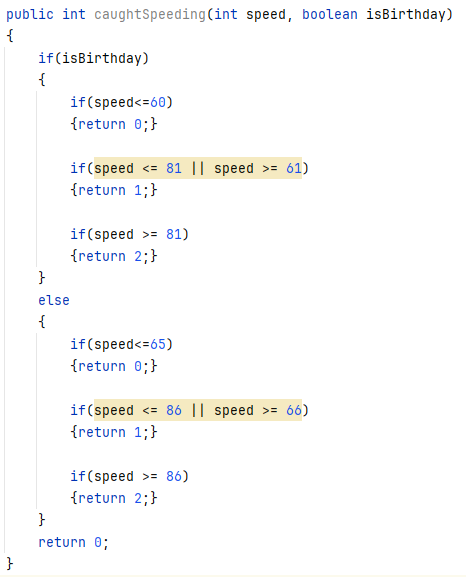 public int caughtSpeeding(int speed, boolean isBirthday)
{
    if(isBirthday)
    {
        if(speed<=60)
        {return 0;}

        if(speed <= 81 || speed >= 61)
        {return 1;}

        if(speed >= 81)
        {return 2;}
    }
    else
    {
        if(speed<=65)
        {return 0;}

        if(speed <= 86 || speed >= 66)
        {return 1;}

        if(speed >= 86)
        {return 2;}
    }
    return 0;
}